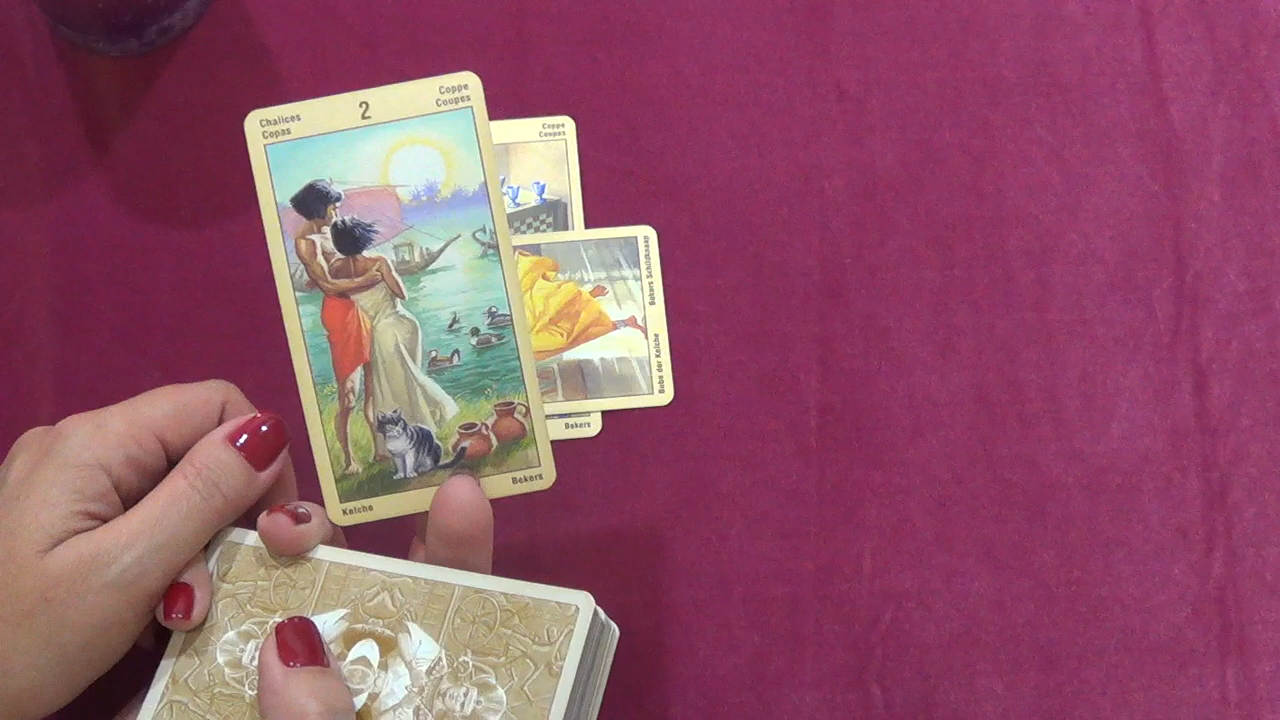 Chalices
Copas
2
Coppe
Coupes
Kelche
Bekers
Coppe
Coupes
Bube der Kelche
Bekers Schildknaap
Bekers